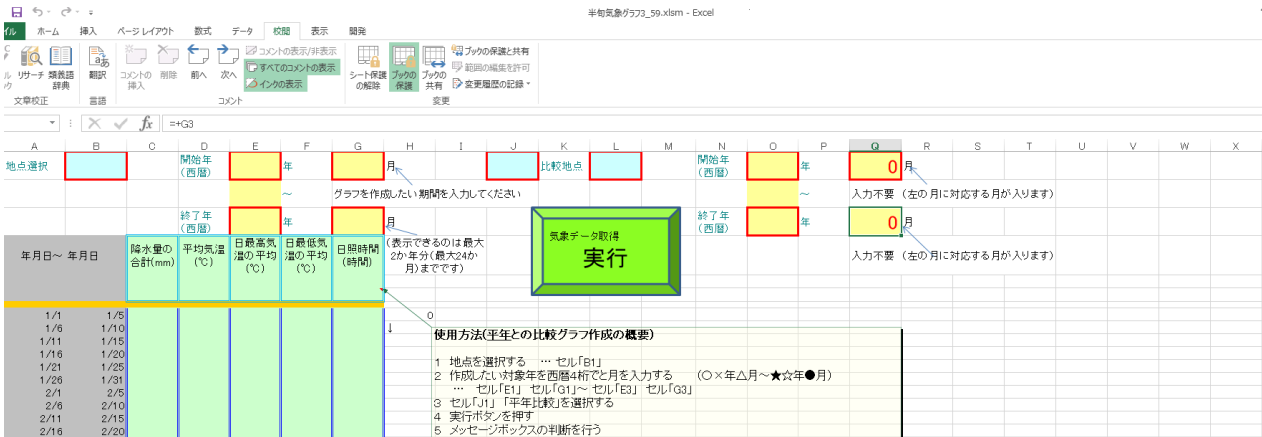 半旬気象グラフ3_59.xlsm - Excel
イル ホーム 挿入 ページ レイアウト 数式 データ 校閲 表示 開発
リサーチ 類義語辞典 翻訳 コメントの挿入 削除 前へ 次へ コメントの表示/非表示 すべてのコメントの表示 インクの表示 シート保護の解除 ブックの保護 ブックの共有 ブックの保護と共有 範囲の編集を許可 変更履歴の記録
文章校正 言語 コメント 変更
fx =+G3
A B C D E F G H I J K L M N O P Q R S T U V W X
地点選択 開始年(西暦) 年 月 比較地点 開始年(西暦) 年 0 月
～ グラフを作成したい期間を入力してください ～ 入力不要 (左の月に対応する月が入ります)
終了年(西暦) 年 月 終了年(西暦) 年 0 月
年月日～ 年月日
降水量の合計(mm)
平均気温(℃)
日最高気温の平均(℃)
日最低気温の平均(℃)
日照時間(時間)
(表示できるのは最大
2か年分(最大24か
月)までです)
気象データ取得
実行
入力不要 (左の月に対応する月が入ります)
1/1 1/5 0
1/6 1/10 ↓
1/11 1/15
1/16 1/20
1/21 1/25
1/26 1/31
2/1 2/5
2/6 2/10
2/11 2/15
2/16 2/20
使用方法(平年との比較グラフ作成の概要)
1 地点を選択する … セル「B1」
2 作成したい対象年を西暦4桁でと月を入力する (○×年△月～★☆年●月)
… セル「E1」 セル「G1」～ セル「E3」 セル「G3」
3 セル「J1」 「平年比較」を選択する
4 実行ボタンを押す
5 メッセージボックスの判断を行う